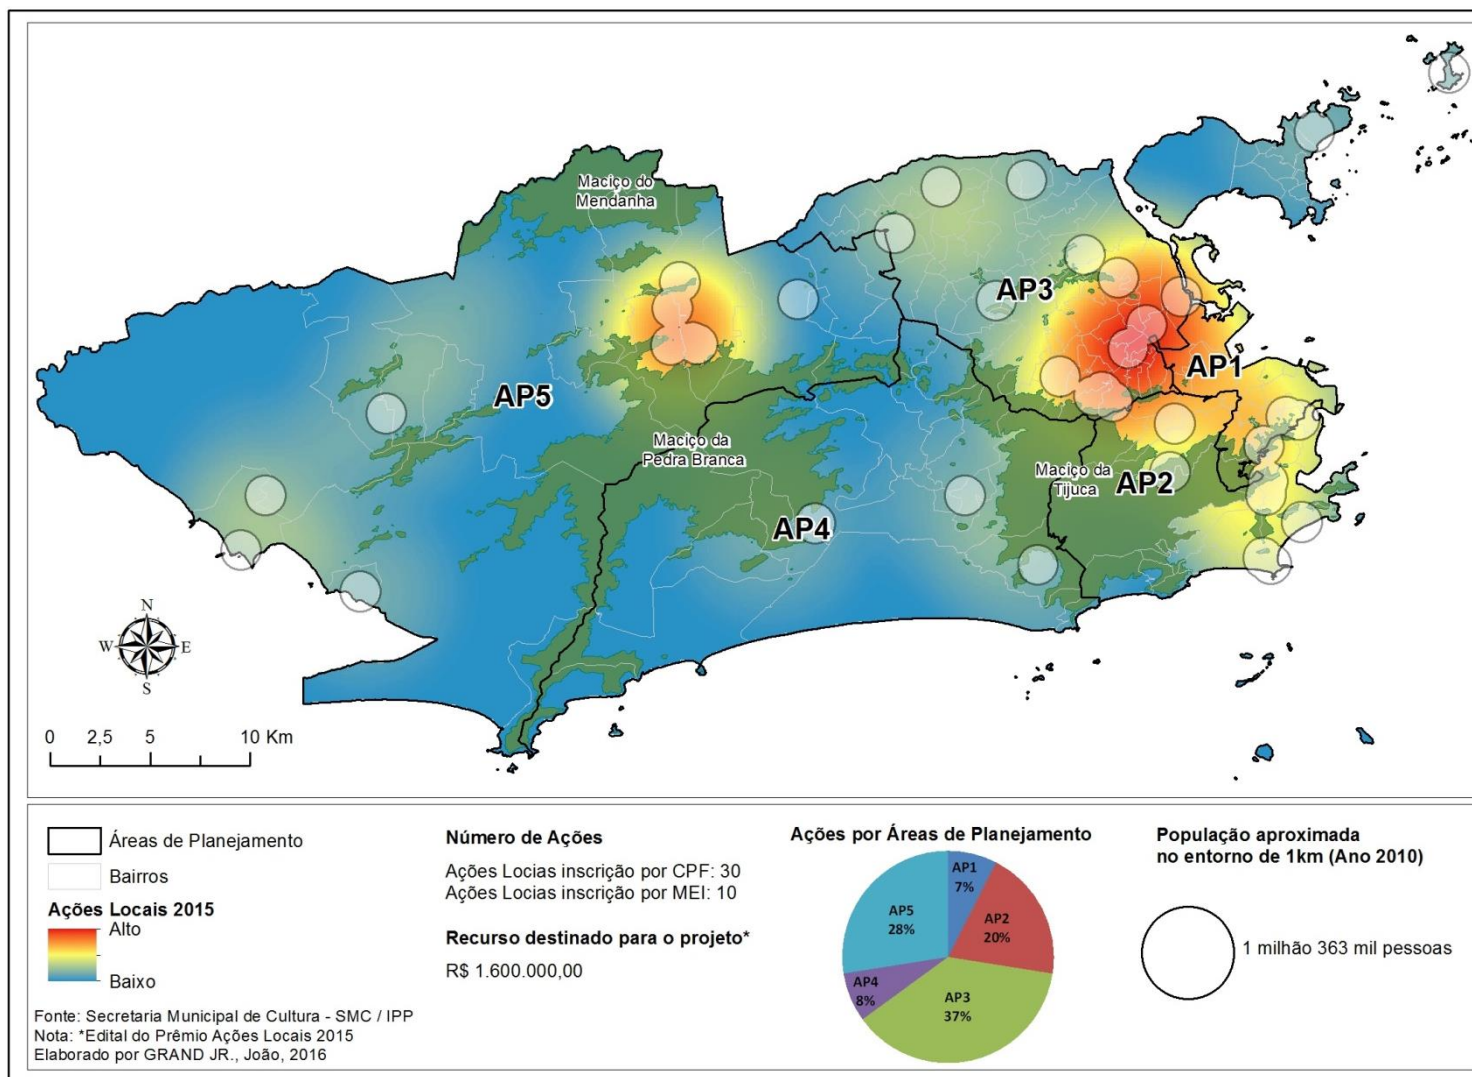 Maciço do
Mendanha
AP3
AP1
AP5
Maciço da
Pedra Branca
Maciço da
Tijuca
AP2
AP4
N
W
E
S
0 2,5 5 10 Km
Áreas de Planejamento
Bairros
Ações Locais 2015
Alto
Baixo
Fonte: Secretaria Municipal de Cultura - SMC / IPP
Nota: *Edital do Prêmio Ações Locais 2015
Elaborado por GRAND JR., João, 2016
Número de Ações
Ações Locias inscrição por CPF: 30
Ações Locias inscrição por MEI: 10
Recurso destinado para o projeto*
R$ 1.600.000,00
Ações por Áreas de Planejamento
AP1
7%
AP2
20%
AP3
37%
AP4
8%
AP5
28%
População aproximada
no entorno de 1km (Ano 2010)
1 milhão 363 mil pessoas